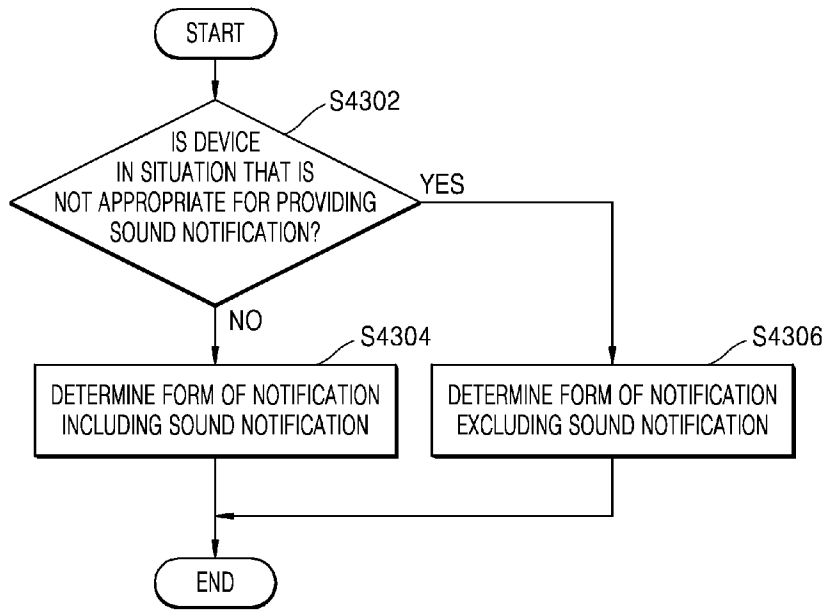 START
S4302
IS DEVICE
IN SITUATION THAT IS
NOT APPROPRIATE FOR PROVIDING
SOUND NOTIFICATION?
YES
NO
S4304
DETERMINE FORM OF NOTIFICATION
INCLUDING SOUND NOTIFICATION
S4306
DETERMINE FORM OF NOTIFICATION
EXCLUDING SOUND NOTIFICATION
END